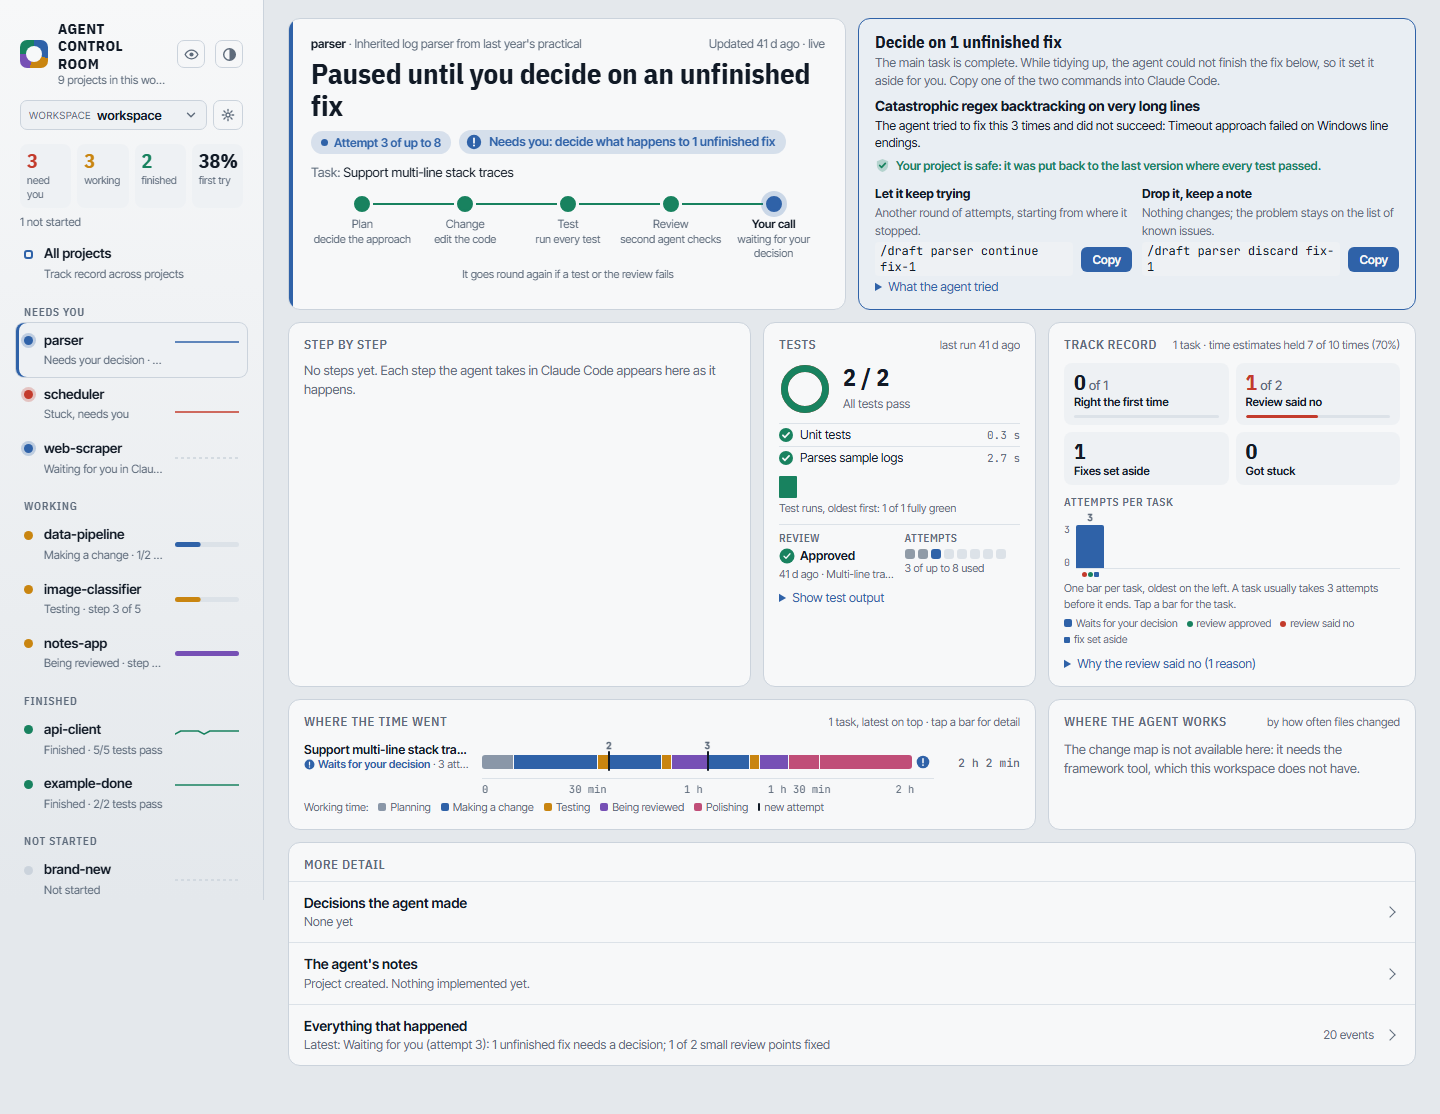 AGENT
CONTROL
ROOM
9 projects in this wo...
WORKSPACE workspace
3
need
you
3
working
2
finished
38%
first try
1 not started
All projects
Track record across projects
NEEDS YOU
parser
Needs your decision · ...
scheduler
Stuck, needs you
web-scraper
Waiting for you in Clau...
WORKING
data-pipeline
Making a change · 1/2 ...
image-classifier
Testing · step 3 of 5
notes-app
Being reviewed · step ...
FINISHED
api-client
Finished · 5/5 tests pass
example-done
Finished · 2/2 tests pass
NOT STARTED
brand-new
Not started
parser · Inherited log parser from last year's practical
Updated 41 d ago · live
Paused until you decide on an unfinished
fix
Attempt 3 of up to 8
Needs you: decide what happens to 1 unfinished fix
Task: Support multi-line stack traces
Plan
decide the approach
Change
edit the code
Test
run every test
Review
second agent checks
Your call
waiting for your
decision
It goes round again if a test or the review fails
Decide on 1 unfinished fix
The main task is complete. While tidying up, the agent could not finish the fix below, so it set it
aside for you. Copy one of the two commands into Claude Code.
Catastrophic regex backtracking on very long lines
The agent tried to fix this 3 times and did not succeed: Timeout approach failed on Windows line
endings.
Your project is safe: it was put back to the last version where every test passed.
Let it keep trying
Another round of attempts, starting from where it
stopped.
/draft parser continue
fix-1
Copy
Drop it, keep a note
Nothing changes; the problem stays on the list of
known issues.
/draft parser discard fix-
1
Copy
What the agent tried
STEP BY STEP
No steps yet. Each step the agent takes in Claude Code appears here as it
happens.
TESTS
last run 41 d ago
2 / 2
All tests pass
Unit tests 0.3 s
Parses sample logs 2.7 s
Test runs, oldest first: 1 of 1 fully green
REVIEW
Approved
41 d ago · Multi-line tra...
ATTEMPTS
3 of up to 8 used
Show test output
TRACK RECORD
1 task · time estimates held 7 of 10 times (70%)
0 of 1
Right the first time
1 of 2
Review said no
1
Fixes set aside
0
Got stuck
ATTEMPTS PER TASK
3
3
0
One bar per task, oldest on the left. A task usually takes 3 attempts
before it ends. Tap a bar for the task.
Waits for your decision review approved review said no
fix set aside
Why the review said no (1 reason)
WHERE THE TIME WENT
1 task, latest on top · tap a bar for detail
Support multi-line stack tra...
Waits for your decision · 3 att...
2
3
2 h 2 min
0 30 min 1 h 1 h 30 min 2 h
Working time: Planning Making a change Testing Being reviewed Polishing new attempt
WHERE THE AGENT WORKS
by how often files changed
The change map is not available here: it needs the
framework tool, which this workspace does not have.
MORE DETAIL
Decisions the agent made
None yet
The agent's notes
Project created. Nothing implemented yet.
Everything that happened
Latest: Waiting for you (attempt 3): 1 unfinished fix needs a decision; 1 of 2 small review points fixed
20 events